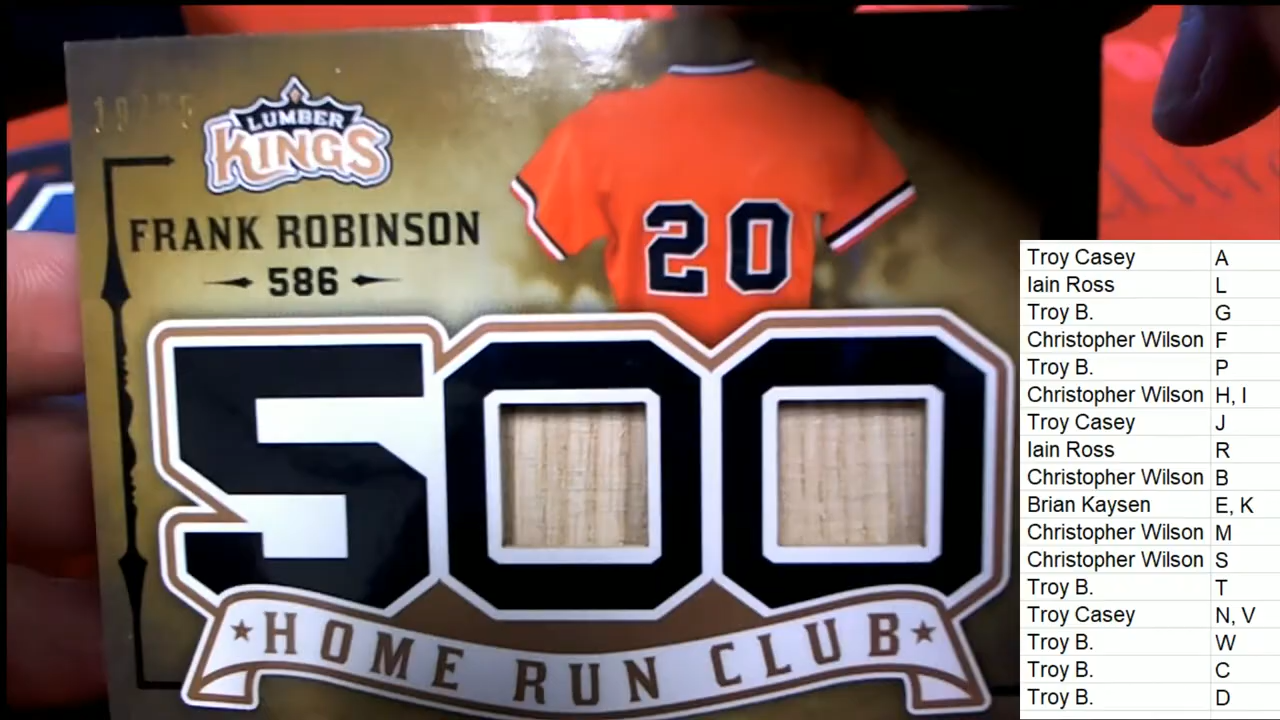 LUMBER
KINGS
FRANK ROBINSON
586
20
500
HOME RUN CLUB
Troy Casey A
Iain Ross L
Troy B. G
Christopher Wilson F
Troy B. P
Christopher Wilson H, I
Troy Casey J
Iain Ross R
Christopher Wilson B
Brian Kaysen E, K
Christopher Wilson M
Christopher Wilson S
Troy B. T
Troy Casey N, V
Troy B. W
Troy B. C
Troy B. D